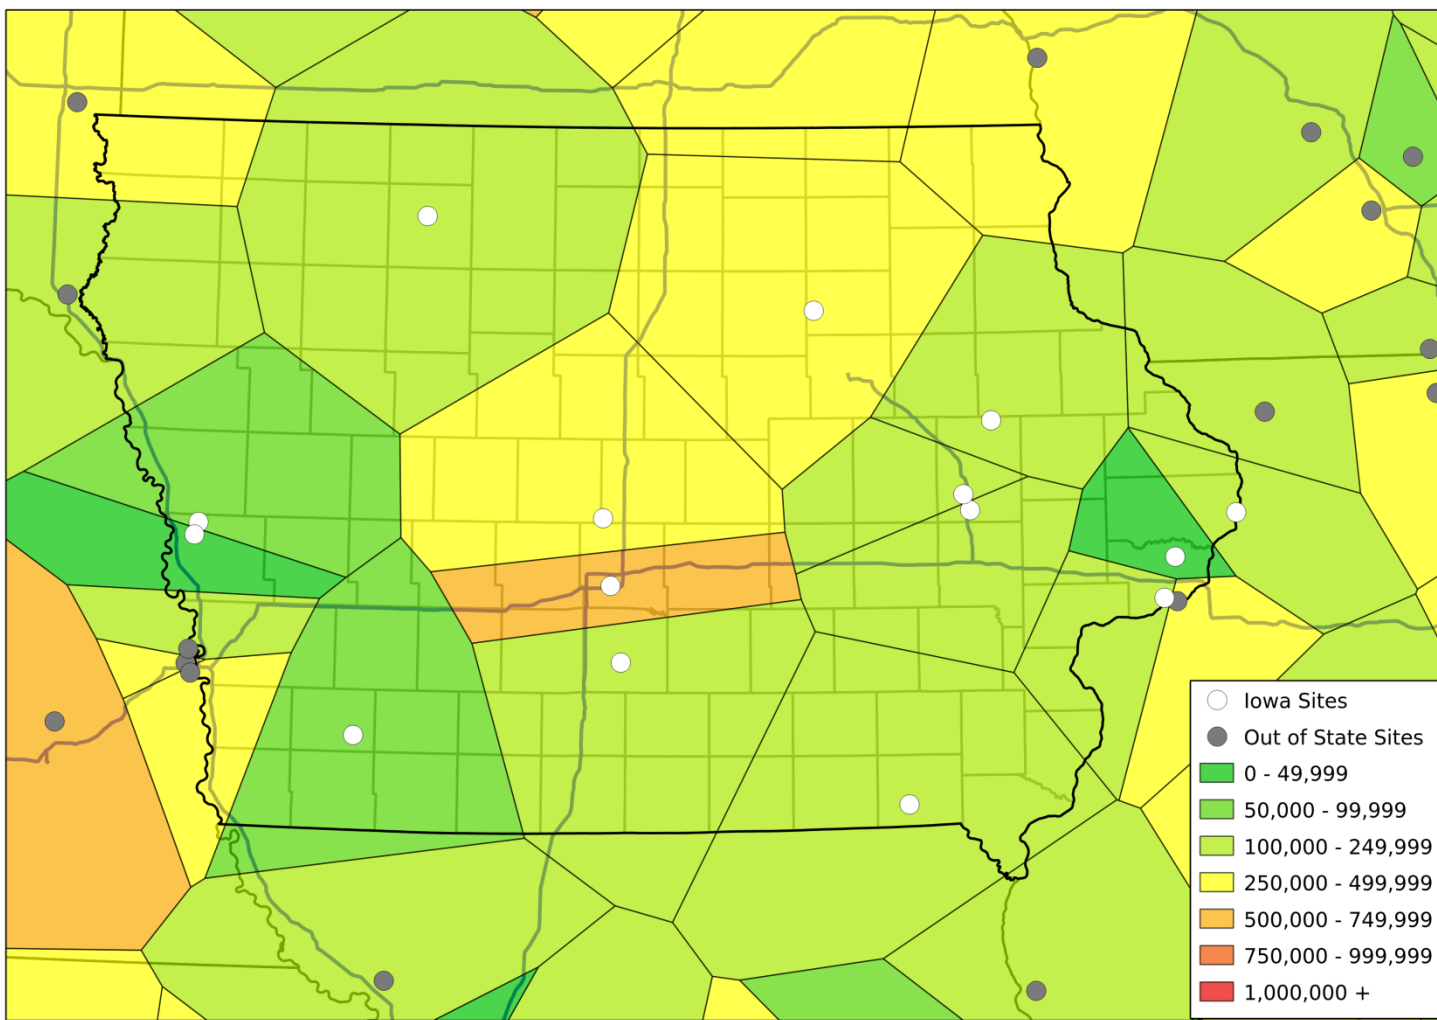 Iowa Sites
Out of State Sites
0 - 49,999
50,000 - 99,999
100,000 - 249,999
250,000 - 499,999
500,000 - 749,999
750,000 - 999,999
1,000,000 +